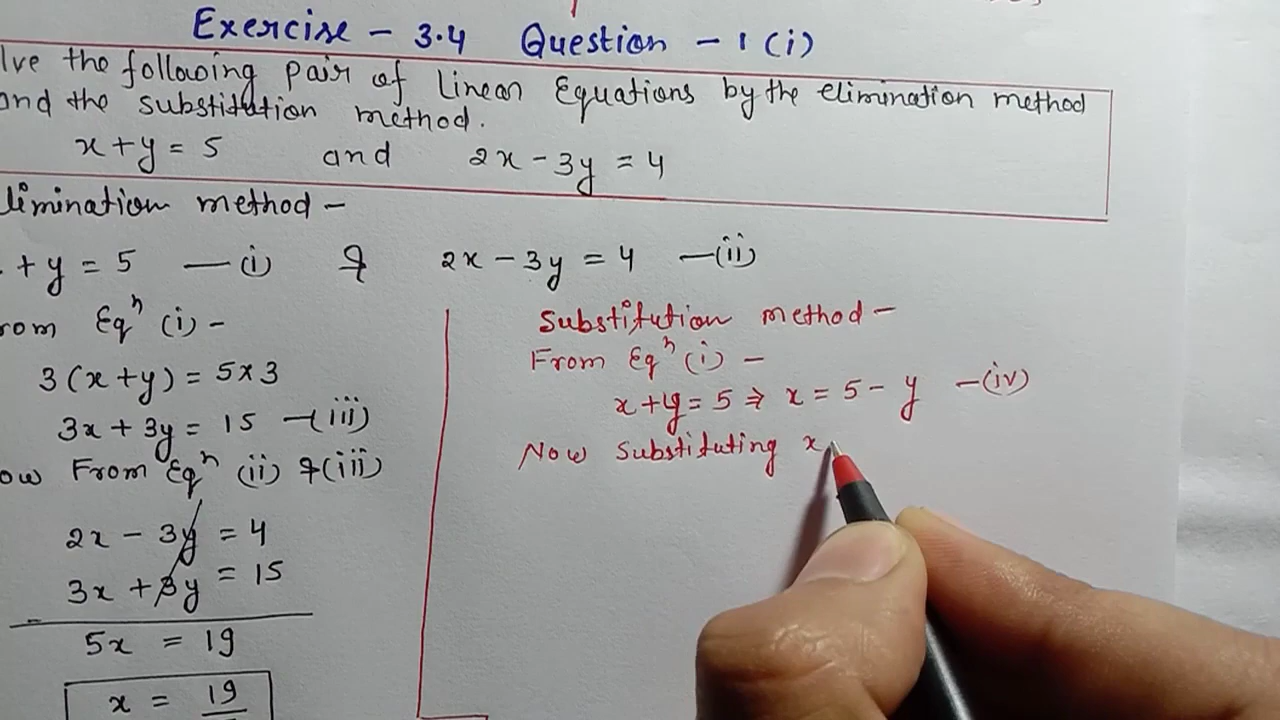 Exercise - 3.4 Question - 1 (i)
lve the following pair of linear Equations by the elimination method
and the substitution method.
x + y = 5 and 2x - 3y = 4
limination method -
+ y = 5 —(i) & 2x - 3y = 4 —(ii)
rom Eqⁿ (i) -
3(x+y) = 5×3
3x + 3y = 15 —(iii)
ow From Eqⁿ (ii) & (iii)
2x - 3y = 4
3x + 3y = 15
5x = 19
x = 19
Substitution method -
From Eqⁿ (i) -
x + y = 5 ⇒ x = 5 - y —(iv)
Now Substituting x